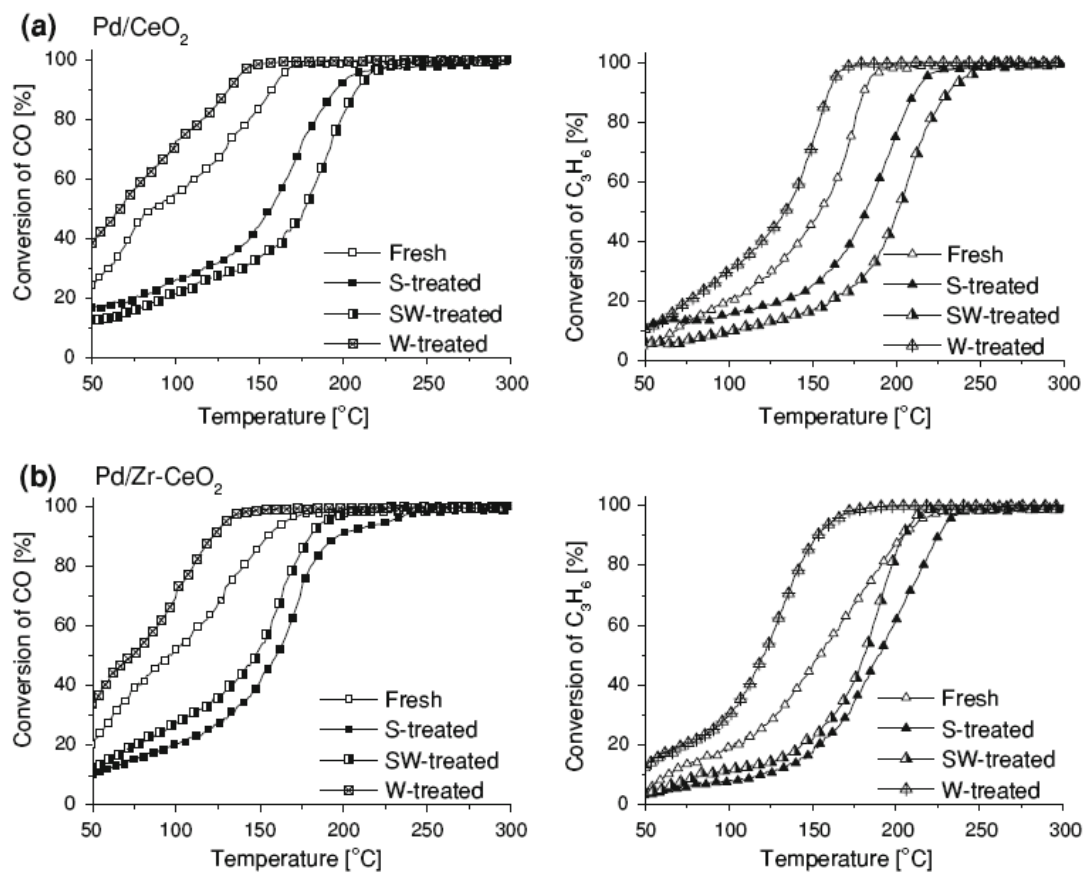 (a) Pd/CeO₂
Conversion of CO [%]
100
80
60
40
20
0
50 100 150 200 250 300
Temperature [°C]
Fresh
S-treated
SW-treated
W-treated
Conversion of C₃H₆ [%]
100
80
60
40
20
0
50 100 150 200 250 300
Temperature [°C]
Fresh
S-treated
SW-treated
W-treated
(b) Pd/Zr-CeO₂
Conversion of CO [%]
100
80
60
40
20
0
50 100 150 200 250 300
Temperature [°C]
Fresh
S-treated
SW-treated
W-treated
Conversion of C₃H₆ [%]
100
80
60
40
20
0
50 100 150 200 250 300
Temperature [°C]
Fresh
S-treated
SW-treated
W-treated